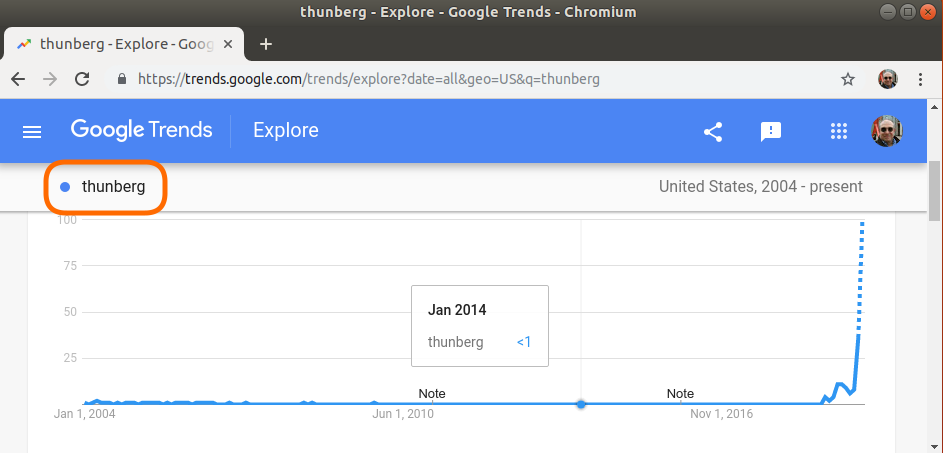 thunberg - Explore - Google Trends - Chromium
thunberg - Explore - Goog
https://trends.google.com/trends/explore?date=all&geo=US&q=thunberg
Google Trends Explore
thunberg United States, 2004 - present
100
75
Jan 2014
50
thunberg <1
25
Note Note
Jan 1, 2004 Jun 1, 2010 Nov 1, 2016